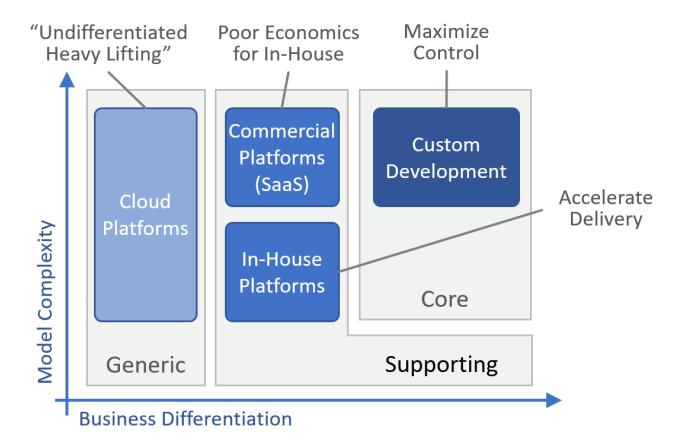 “Undifferentiated
Heavy Lifting”
Poor Economics
for In-House
Maximize
Control
Cloud
Platforms
Commercial
Platforms
(SaaS)
Custom
Development
In-House
Platforms
Accelerate
Delivery
Core
Generic
Supporting
Model Complexity
Business Differentiation